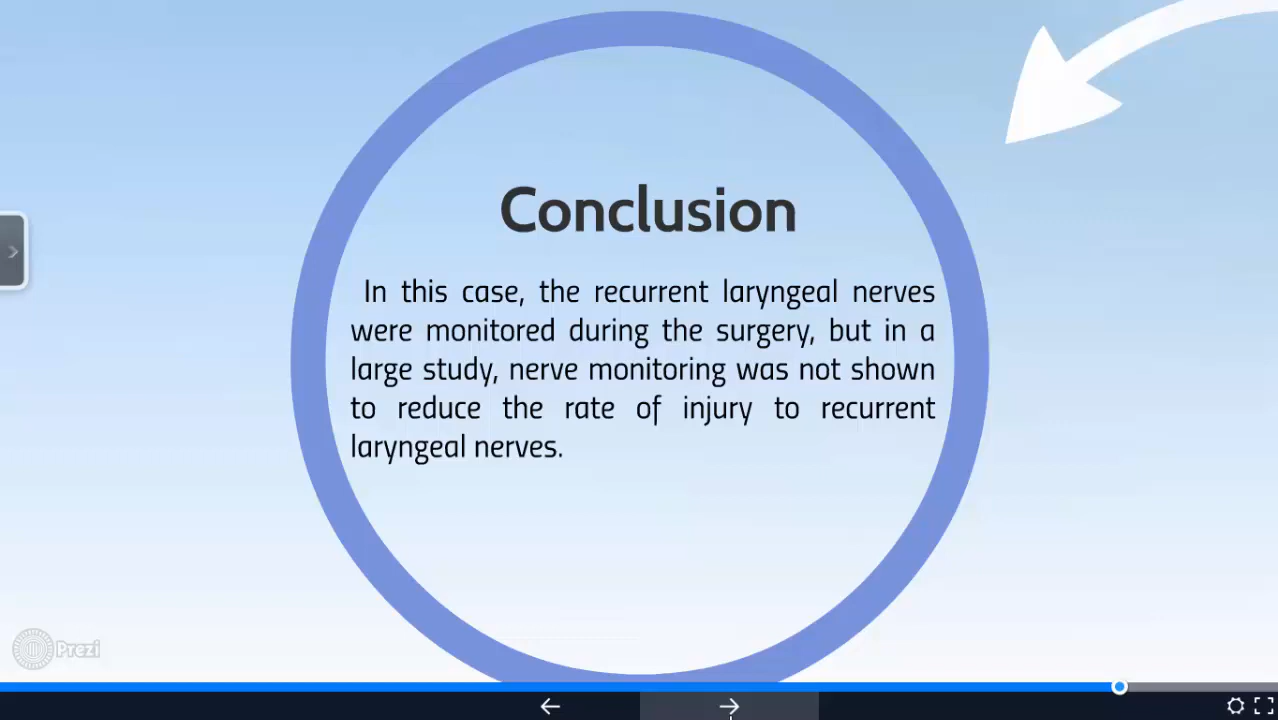 Conclusion
In this case, the recurrent laryngeal nerves
were monitored during the surgery, but in a
large study, nerve monitoring was not shown
to reduce the rate of injury to recurrent
laryngeal nerves.
Prezi